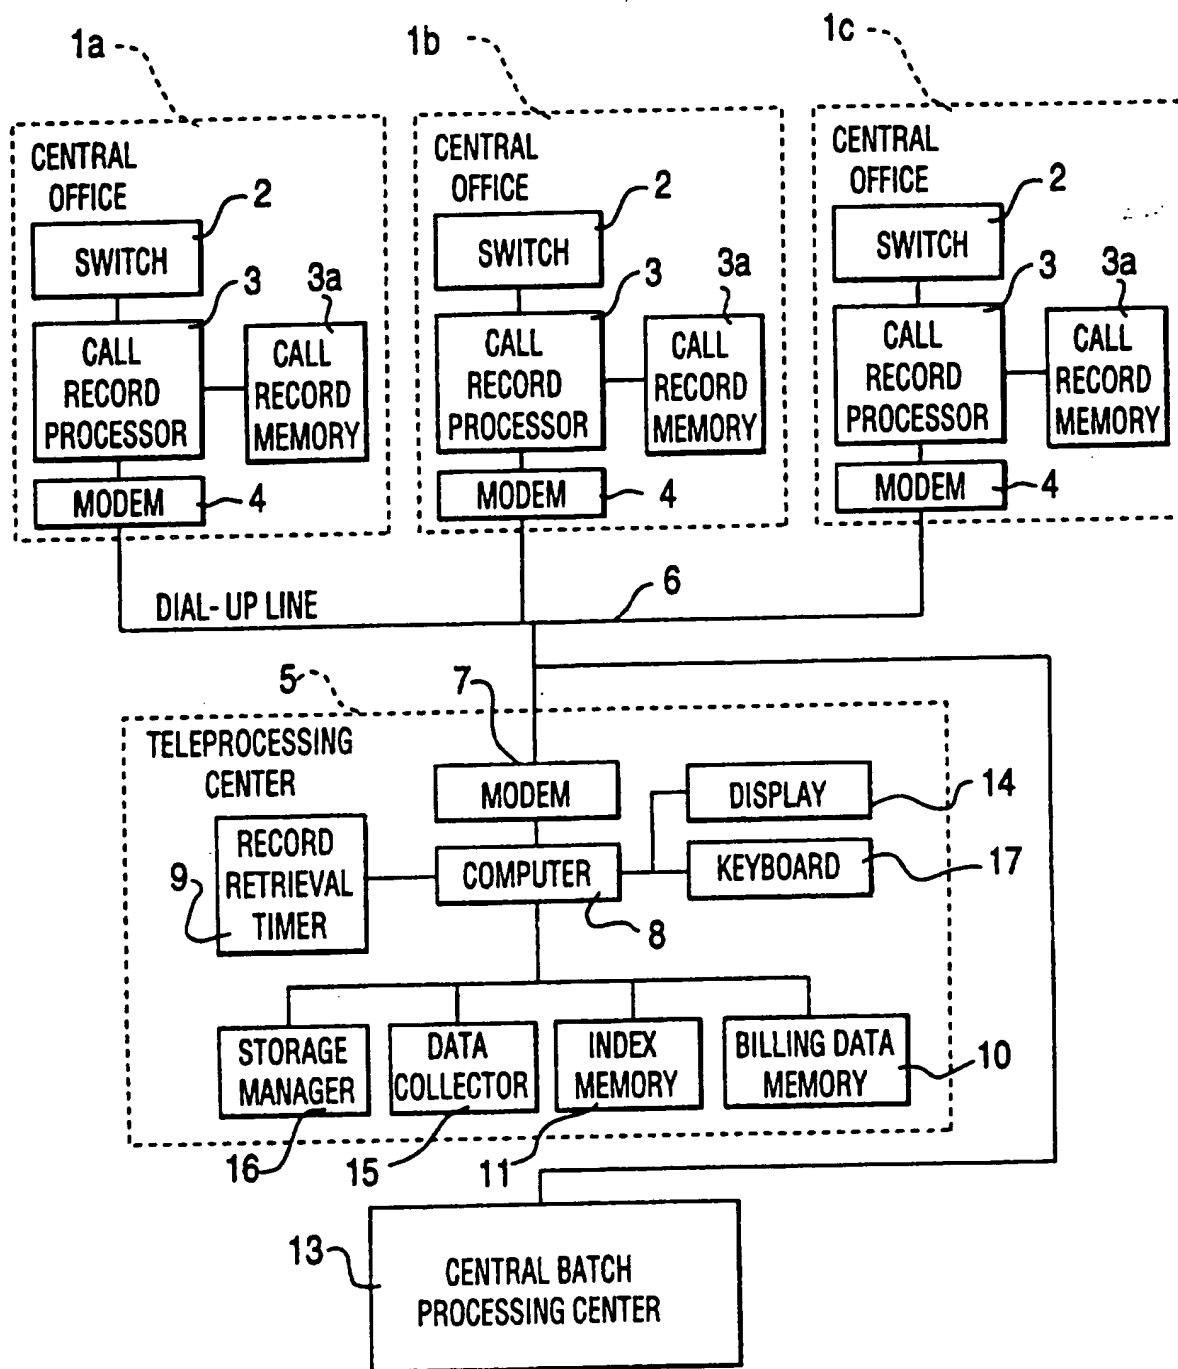 1a
1b
1c
CENTRAL
OFFICE
2
SWITCH
3
3a
CALL
RECORD
PROCESSOR
CALL
RECORD
MEMORY
MODEM
4
CENTRAL
OFFICE
2
SWITCH
3
3a
CALL
RECORD
PROCESSOR
CALL
RECORD
MEMORY
MODEM
4
CENTRAL
OFFICE
2
SWITCH
3
3a
CALL
RECORD
PROCESSOR
CALL
RECORD
MEMORY
MODEM
4
DIAL-UP LINE
6
5
7
TELEPROCESSING
CENTER
MODEM
DISPLAY
14
RECORD
RETRIEVAL
TIMER
9
COMPUTER
8
KEYBOARD
17
STORAGE
MANAGER
16
DATA
COLLECTOR
15
INDEX
MEMORY
11
BILLING DATA
MEMORY
10
13
CENTRAL BATCH
PROCESSING CENTER